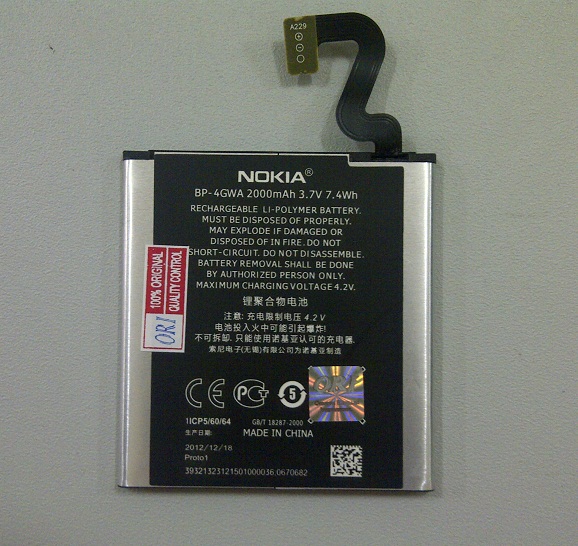 A229
NOKIA®
BP-4GWA 2000mAh 3.7V 7.4Wh
RECHARGEABLE LI-POLYMER BATTERY.
MUST BE DISPOSED OF PROPERLY.
MAY EXPLODE IF DAMAGED OR
DISPOSED OF IN FIRE. DO NOT
SHORT-CIRCUIT. DO NOT DISASSEMBLE.
BATTERY REMOVAL SHALL BE DONE
BY AUTHORIZED PERSON ONLY.
MAXIMUM CHARGING VOLTAGE 4.2V.
100% ORIGINAL
QUALITY CONTROL
ORI
锂聚合物电池
注意: 充电限制电压 4.2 V
电池投入火中可能引起爆炸!
不可拆卸. 只能使用诺基亚认可的充电器.
索尼电子(无锡)有限公司为诺基亚制造
CE
5
ORI
1ICP5/60/64
GB/T 18287-2000
生产日期:
MADE IN CHINA
2012/12/18
Proto1
39321323121501000036.0670682